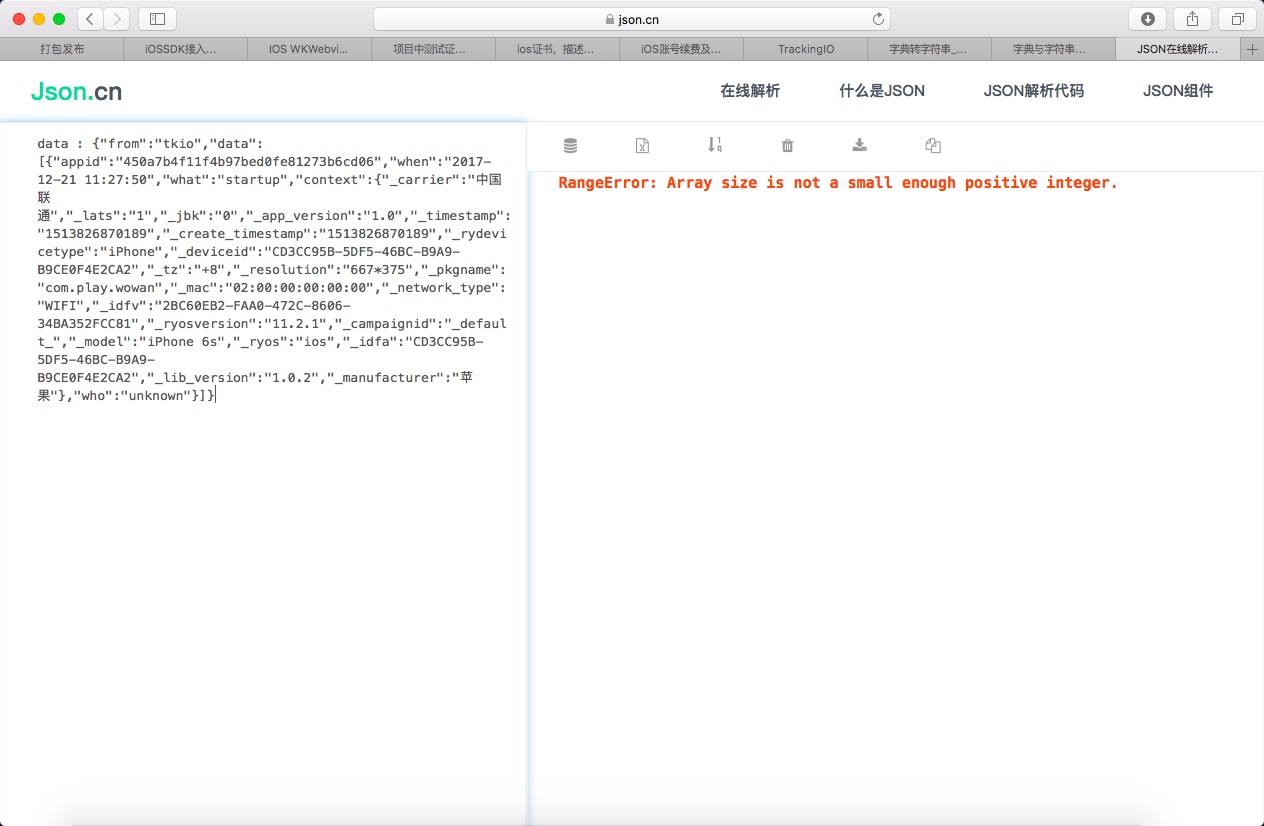 json.cn
打包发布
iOSSDK接入...
IOS WKWebvi...
项目中测试证...
ios证书，描述...
iOS账号续费及...
TrackingIO
字典转字符串_...
字典与字符串...
JSON在线解析...
Json.cn
在线解析
什么是JSON
JSON解析代码
JSON组件
data : {"from":"tkio","data":
[{"appid":"450a7b4f11f4b97bed0fe81273b6cd06","when":"2017-
12-21 11:27:50","what":"startup","context":{"_carrier":"中国
联
通","_lats":"1","_jbk":"0","_app_version":"1.0","_timestamp":
"1513826870189","_create_timestamp":"1513826870189","_rydevi
cetype":"iPhone","_deviceid":"CD3CC95B-5DF5-46BC-B9A9-
B9CE0F4E2CA2","_tz":"+8","_resolution":"667*375","_pkgname":
"com.play.wowan","_mac":"02:00:00:00:00:00","_network_type":
"WIFI","_idfv":"2BC60EB2-FAA0-472C-8606-
34BA352FCC81","_ryosversion":"11.2.1","_campaignid":"_defaul
t_","_model":"iPhone 6s","_ryos":"ios","_idfa":"CD3CC95B-
5DF5-46BC-B9A9-
B9CE0F4E2CA2","_lib_version":"1.0.2","_manufacturer":"苹
果"},"who":"unknown"}]}
RangeError: Array size is not a small enough positive integer.